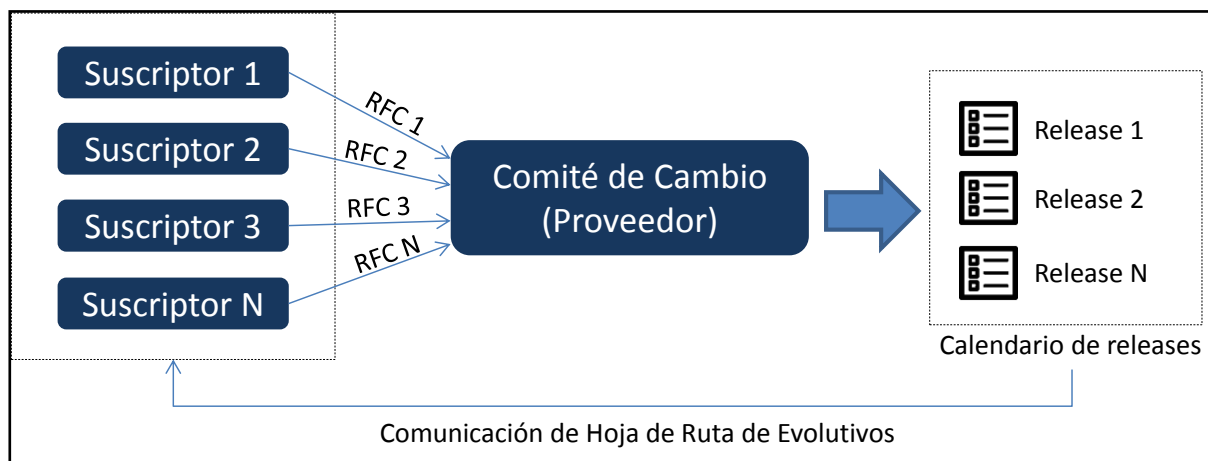 Suscriptor 1
Suscriptor 2
Suscriptor 3
Suscriptor N
RFC 1
RFC 2
RFC 3
RFC N
Comité de Cambio
(Proveedor)
Release 1
Release 2
Release N
Calendario de releases
Comunicación de Hoja de Ruta de Evolutivos